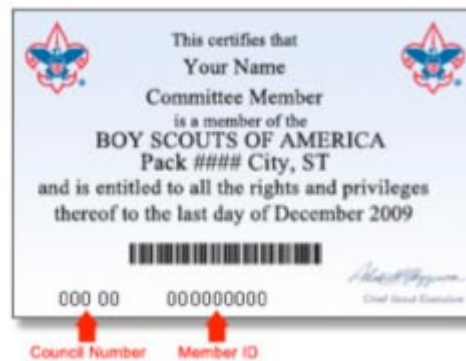 This certifies that
Your Name
Committee Member
is a member of the
BOY SCOUTS OF AMERICA
Pack #### City, ST
and is entitled to all the rights and privileges
thereof to the last day of December 2009
000 00 000000000
Chief Scout Executive
Council Number Member ID